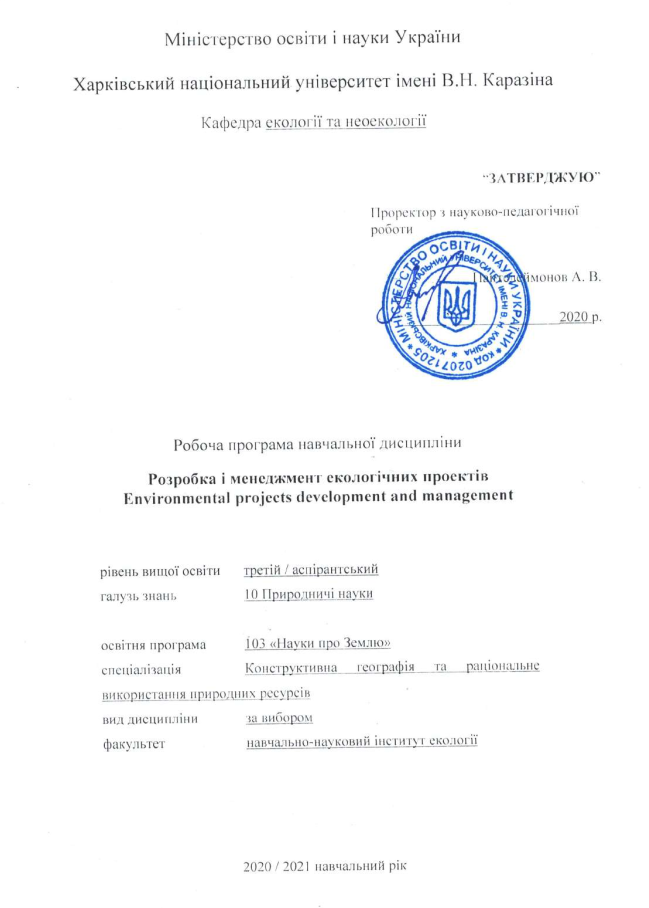 Міністерство освіти і науки України
Харківський національний університет імені В.Н. Каразіна
Кафедра екології та неоекології
“ЗАТВЕРДЖУЮ”
Проректор з науково-педагогічної
роботи
А. В.
2020 р.
МІНІСТЕРСТВО ОСВІТИ І НАУКИ УКРАЇНИ * КОД 02071205 *
ХАРКІВСЬКИЙ НАЦІОНАЛЬНИЙ УНІВЕРСИТЕТ ІМЕНІ В. Н. КАРАЗІНА *
Робоча програма навчальної дисципліни
Розробка і менеджмент екологічних проектів
Environmental projects development and management
рівень вищої освіти третій / аспірантський
галузь знань 10 Природничі науки
освітня програма 103 «Науки про Землю»
спеціалізація Конструктивна географія та раціональне
використання природних ресурсів
вид дисципліни за вибором
факультет навчально-науковий інститут екології
2020 / 2021 навчальний рік